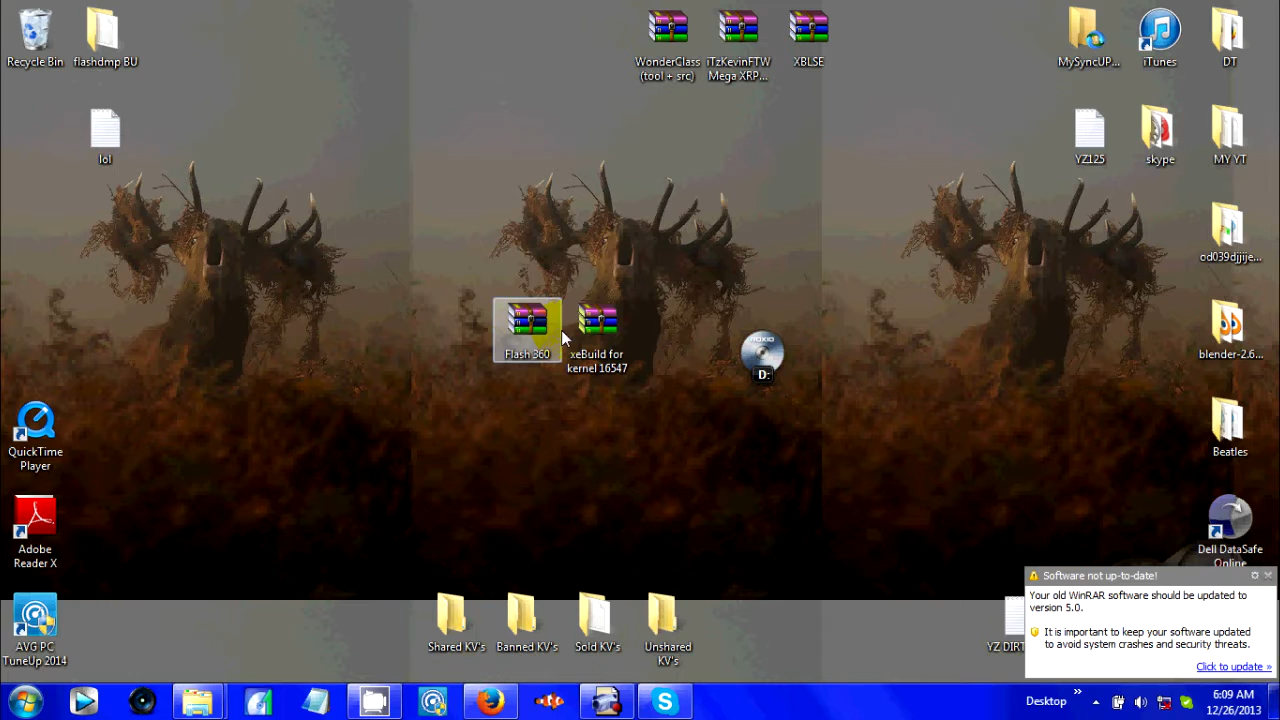 Recycle Bin
flashdmp BU
WonderClass
(tool + src)
iTzKevinFTW
Mega XRP...
XBLSE
MySyncUP...
iTunes
DT
lol
YZ125
skype
MY YT
od039djjije...
Flash 360
xeBuild for
kernel 16547
ROXIO
D:
blender-2.6...
QuickTime
Player
Beatles
Adobe
Reader X
Dell DataSafe
Online
Software not up-to-date!
Your old WinRAR software should be updated to
version 5.0.
It is important to keep your software updated
to avoid system crashes and security threats.
Click to update »
AVG PC
TuneUp 2014
Shared KV's
Banned KV's
Sold KV's
Unshared
KV's
YZ DIRT
Desktop
»
6:09 AM
12/26/2013